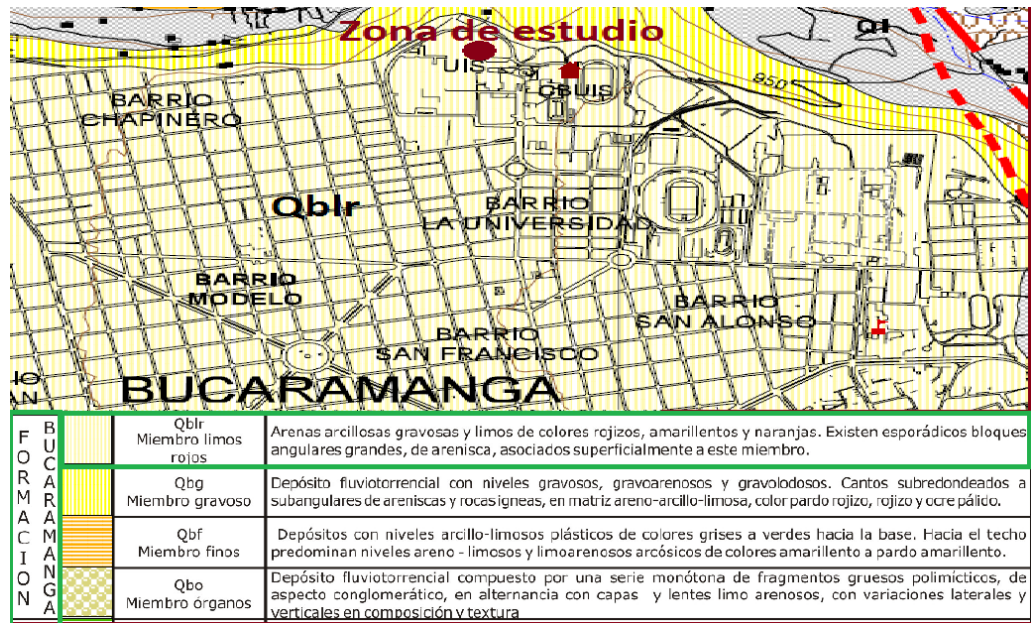 Zona de estudio
QI
UIS
CBUIS
950
BARRIO
CHAPINERO
Qblr
BARRIO
LA UNIVERSIDAD
BARRIO
MODELO
BARRIO
SAN ALONSO
BARRIO
SAN FRANCISCO
BUCARAMANGA
FORMACION
BUCARAMANGA
Qblr
Miembro limos
rojos
Arenas arcillosas gravosas y limos de colores rojizos, amarillentos y naranjas. Existen esporádicos bloques
angulares grandes, de arenisca, asociados superficialmente a este miembro.
Qbg
Miembro gravoso
Depósito fluviotorrencial con niveles gravosos, gravoarenosos y gravolodosos. Cantos subredondeados a
subangulares de areniscas y rocas igneas, en matriz areno-arcillo-limosa, color pardo rojizo, rojizo y ocre pálido.
Qbf
Miembro finos
Depósitos con niveles arcillo-limosos plásticos de colores grises a verdes hacia la base. Hacia el techo
predominan niveles areno - limosos y limoarenosos arcósicos de colores amarillento a pardo amarillento.
Qbo
Miembro órganos
Depósito fluviotorrencial compuesto por una serie monótona de fragmentos gruesos polimícticos, de
aspecto conglomerático, en alternancia con capas y lentes limo arenosos, con variaciones laterales y
verticales en composición y textura